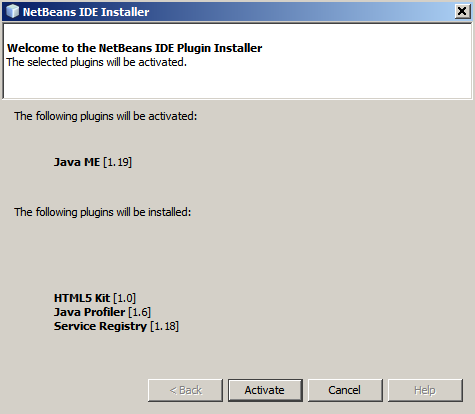 NetBeans IDE Installer
Welcome to the NetBeans IDE Plugin Installer
The selected plugins will be activated.
The following plugins will be activated:
Java ME [1.19]
The following plugins will be installed:
HTML5 Kit [1.0]
Java Profiler [1.6]
Service Registry [1.18]
< Back Activate Cancel Help